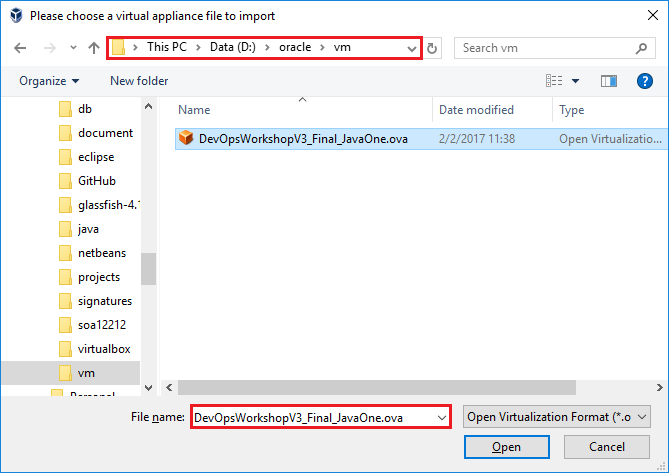 Please choose a virtual appliance file to import
This PC > Data (D:) > oracle > vm
Search vm
Organize
New folder
Name
Date modified
Type
db
document
eclipse
GitHub
glassfish-4.1
java
netbeans
projects
signatures
soa12212
virtualbox
vm
Personal
DevOpsWorkshopV3_Final_JavaOne.ova
2/2/2017 11:38
Open Virtualizatio...
File name:
DevOpsWorkshopV3_Final_JavaOne.ova
Open Virtualization Format (*.o
Open
Cancel